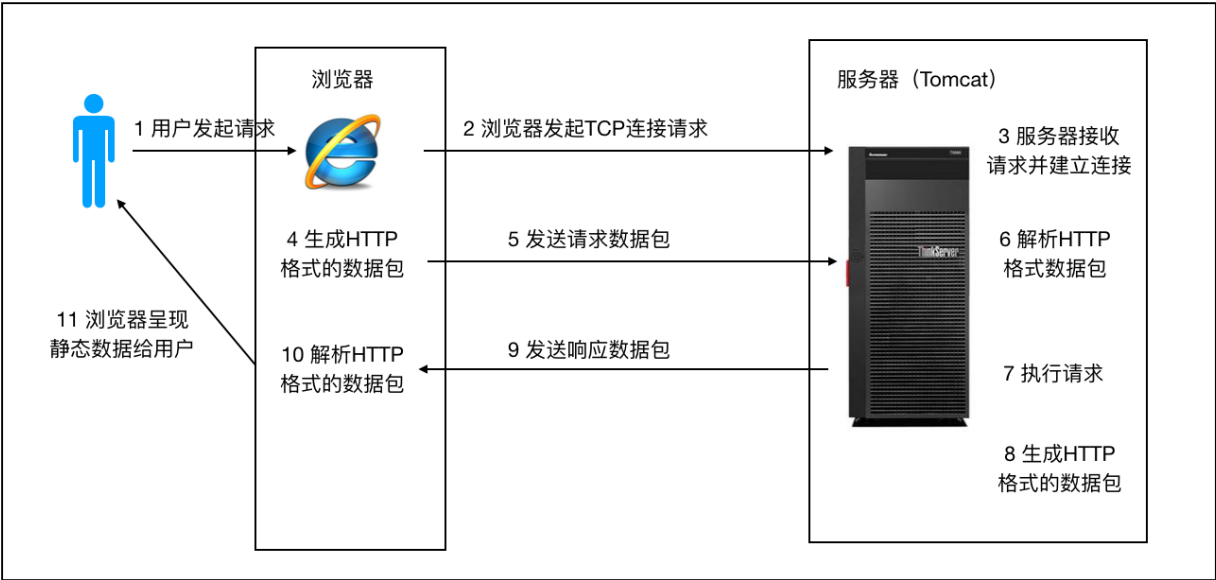 浏览器
服务器（Tomcat）
1 用户发起请求
2 浏览器发起TCP连接请求
3 服务器接收
请求并建立连接
4 生成HTTP
格式的数据包
5 发送请求数据包
6 解析HTTP
格式数据包
ThinkServer
7 执行请求
8 生成HTTP
格式的数据包
9 发送响应数据包
10 解析HTTP
格式的数据包
11 浏览器呈现
静态数据给用户